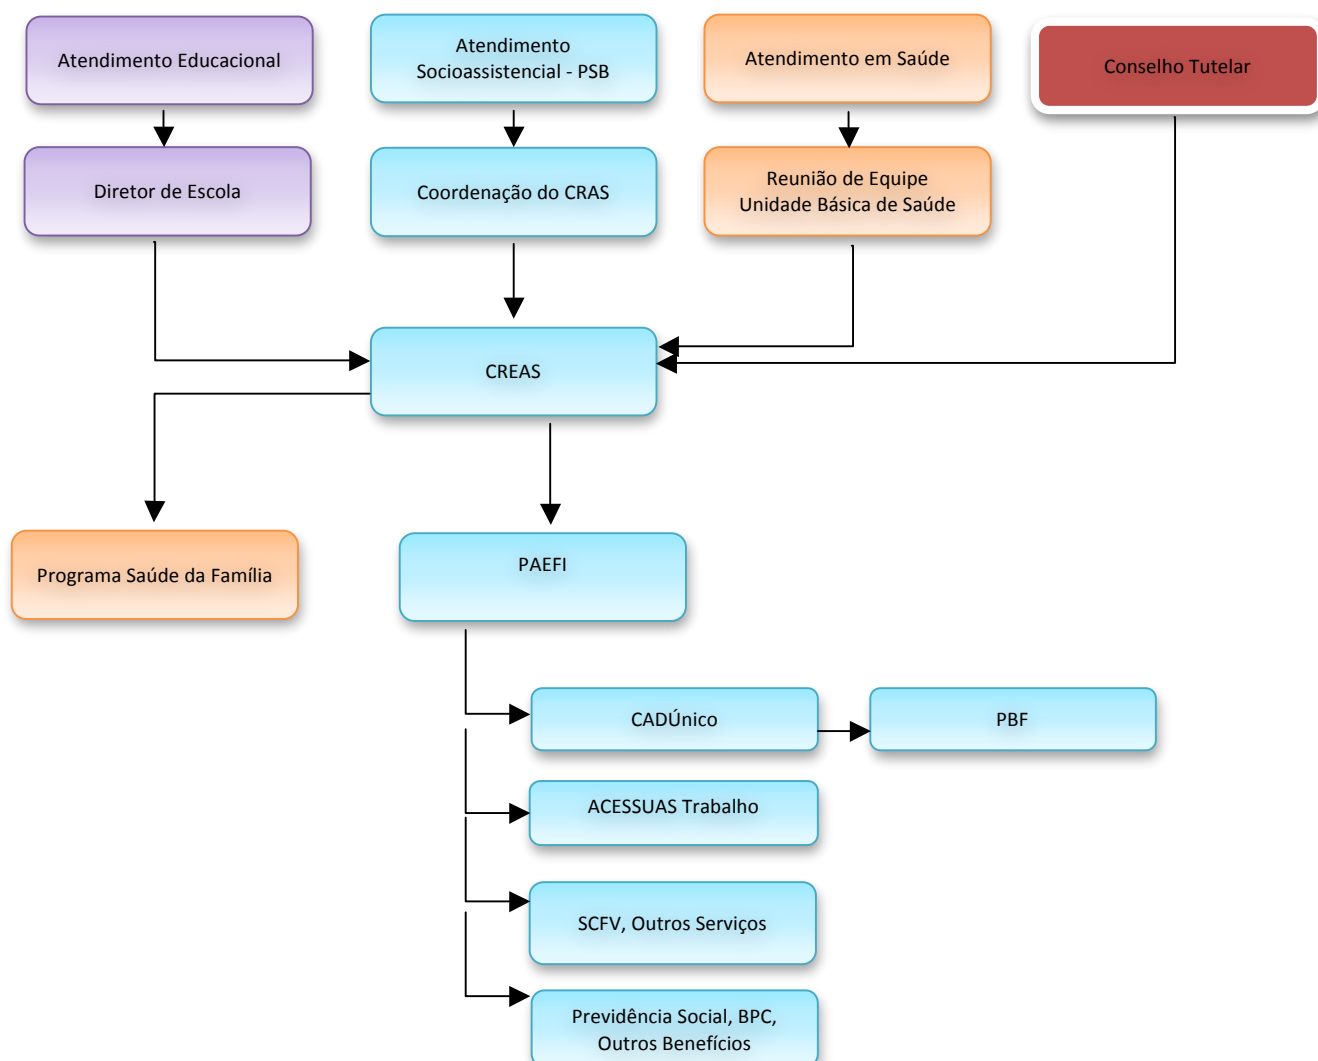 Atendimento Educacional
Atendimento
Socioassistencial - PSB
Atendimento em Saúde
Conselho Tutelar
Diretor de Escola
Coordenação do CRAS
Reunião de Equipe
Unidade Básica de Saúde
CREAS
Programa Saúde da Família
PAEFI
CADÚnico
PBF
ACESSUAS Trabalho
SCFV, Outros Serviços
Previdência Social, BPC,
Outros Benefícios